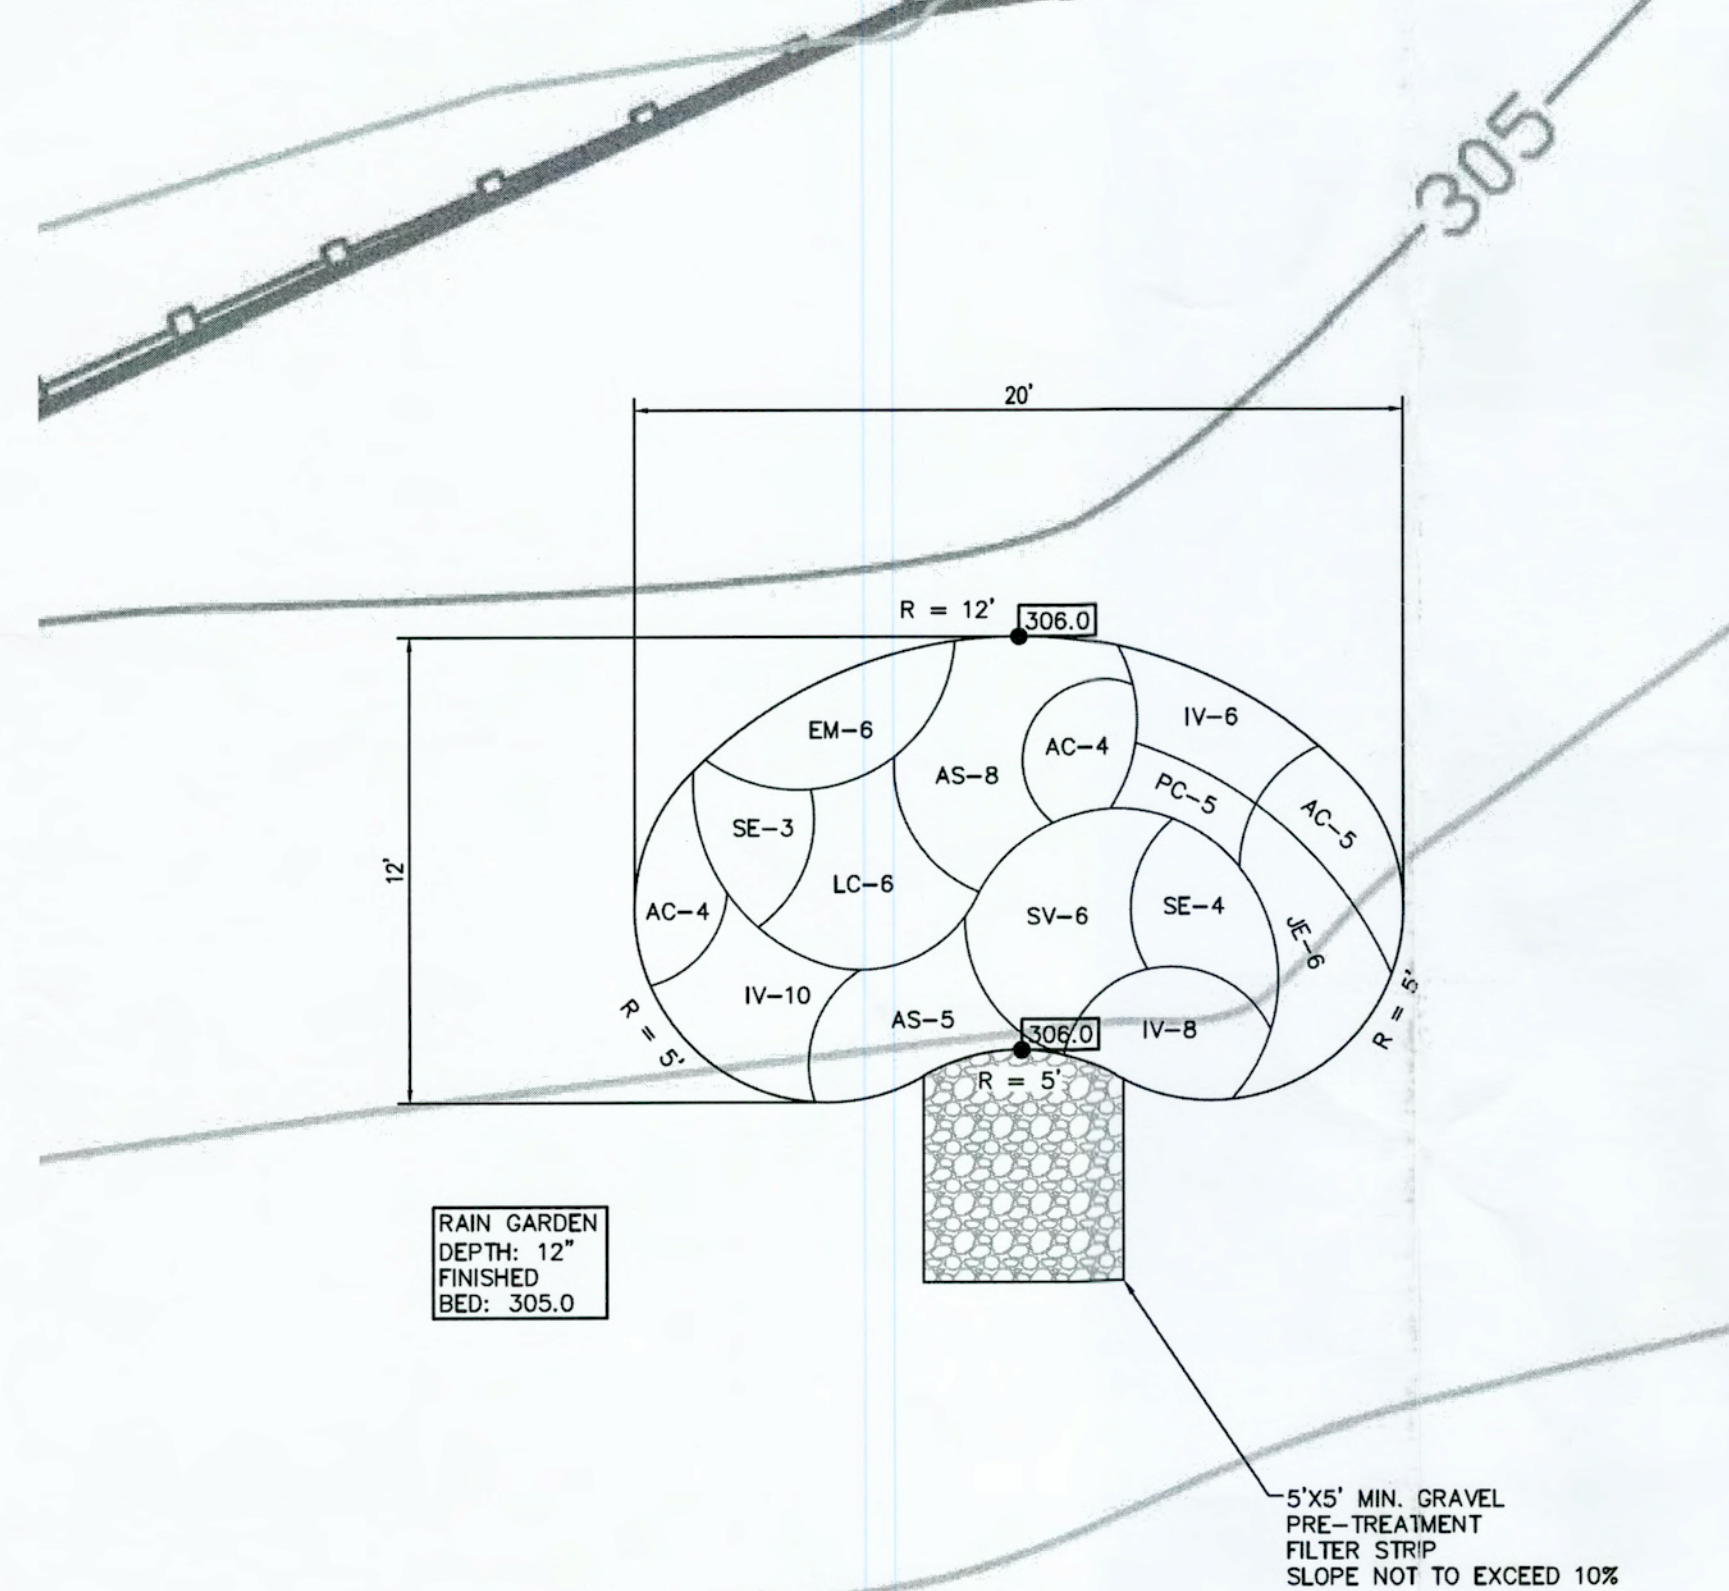 305
20'
R = 12'
306.0
EM-6
IV-6
AC-4
AS-8
PC-5
AC-5
SE-3
12'
LC-6
AC-4
SV-6
SE-4
JE-6
IV-10
R = 5'
AS-5
306.0
IV-8
R = 5'
R = 5'
RAIN GARDEN
DEPTH: 12"
FINISHED
BED: 305.0
5'X5' MIN. GRAVEL
PRE-TREATMENT
FILTER STRIP
SLOPE NOT TO EXCEED 10%